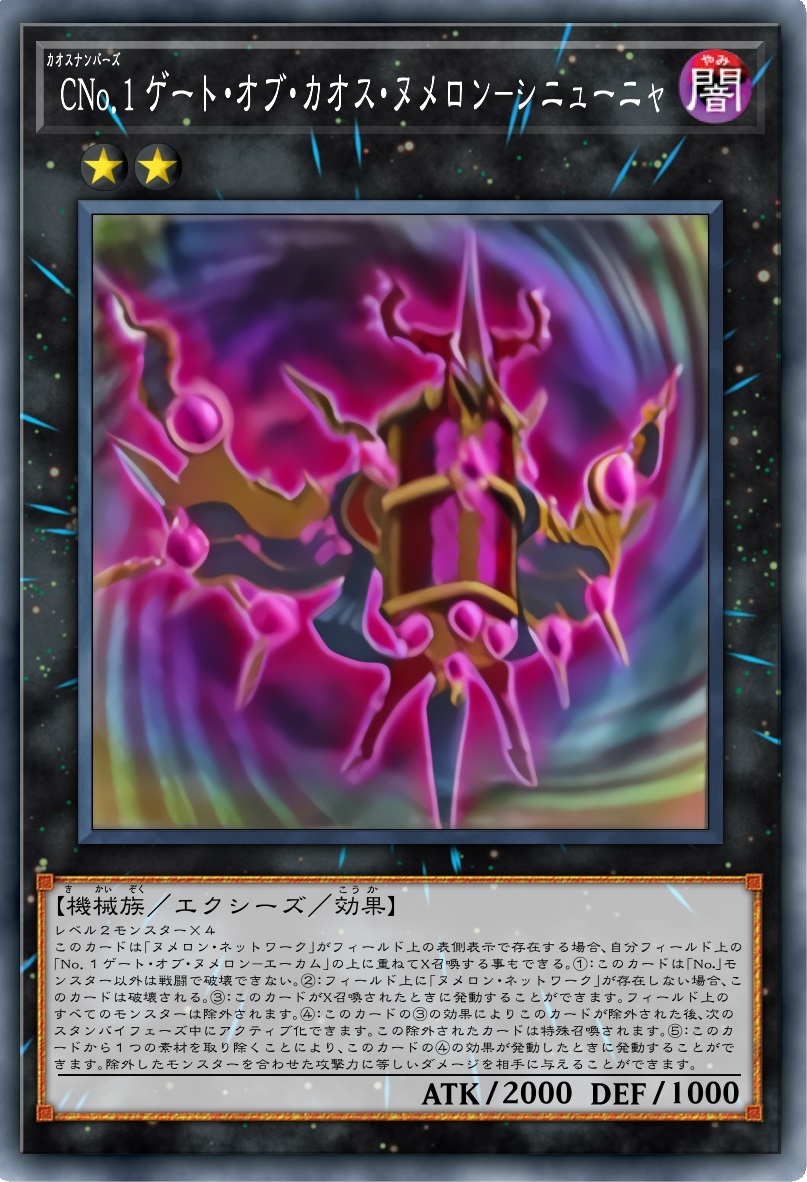 カオスナンバーズ
CNo.1 ゲート・オブ・カオス・ヌメロン－シニューニャ
やみ
闇
き かい ぞく こう か
【機械族／エクシーズ／効果】
レベル２モンスター×４
このカードは「ヌメロン・ネットワーク」がフィールド上の表側表示で存在する場合、自分フィールド上の
「No.１ゲート・オブ・ヌメロン－エーカム」の上に重ねてX召喚する事もできる。①：このカードは「No.」モ
ンスター以外は戦闘で破壊できない。②：フィールド上に「ヌメロン・ネットワーク」が存在しない場合、こ
のカードは破壊される。③：このカードがX召喚されたときに発動することができます。フィールド上の
すべてのモンスターは除外されます。④：このカードの③の効果によりこのカードが除外された後、次の
スタンバイフェーズ中にアクティブ化できます。この除外されたカードは特殊召喚されます。⑤：このカ
ードから１つの素材を取り除くことにより、このカードの④の効果が発動したときに発動することがで
きます。除外したモンスターを合わせた攻撃力に等しいダメージを相手に与えることができます。
ATK/2000 DEF/1000